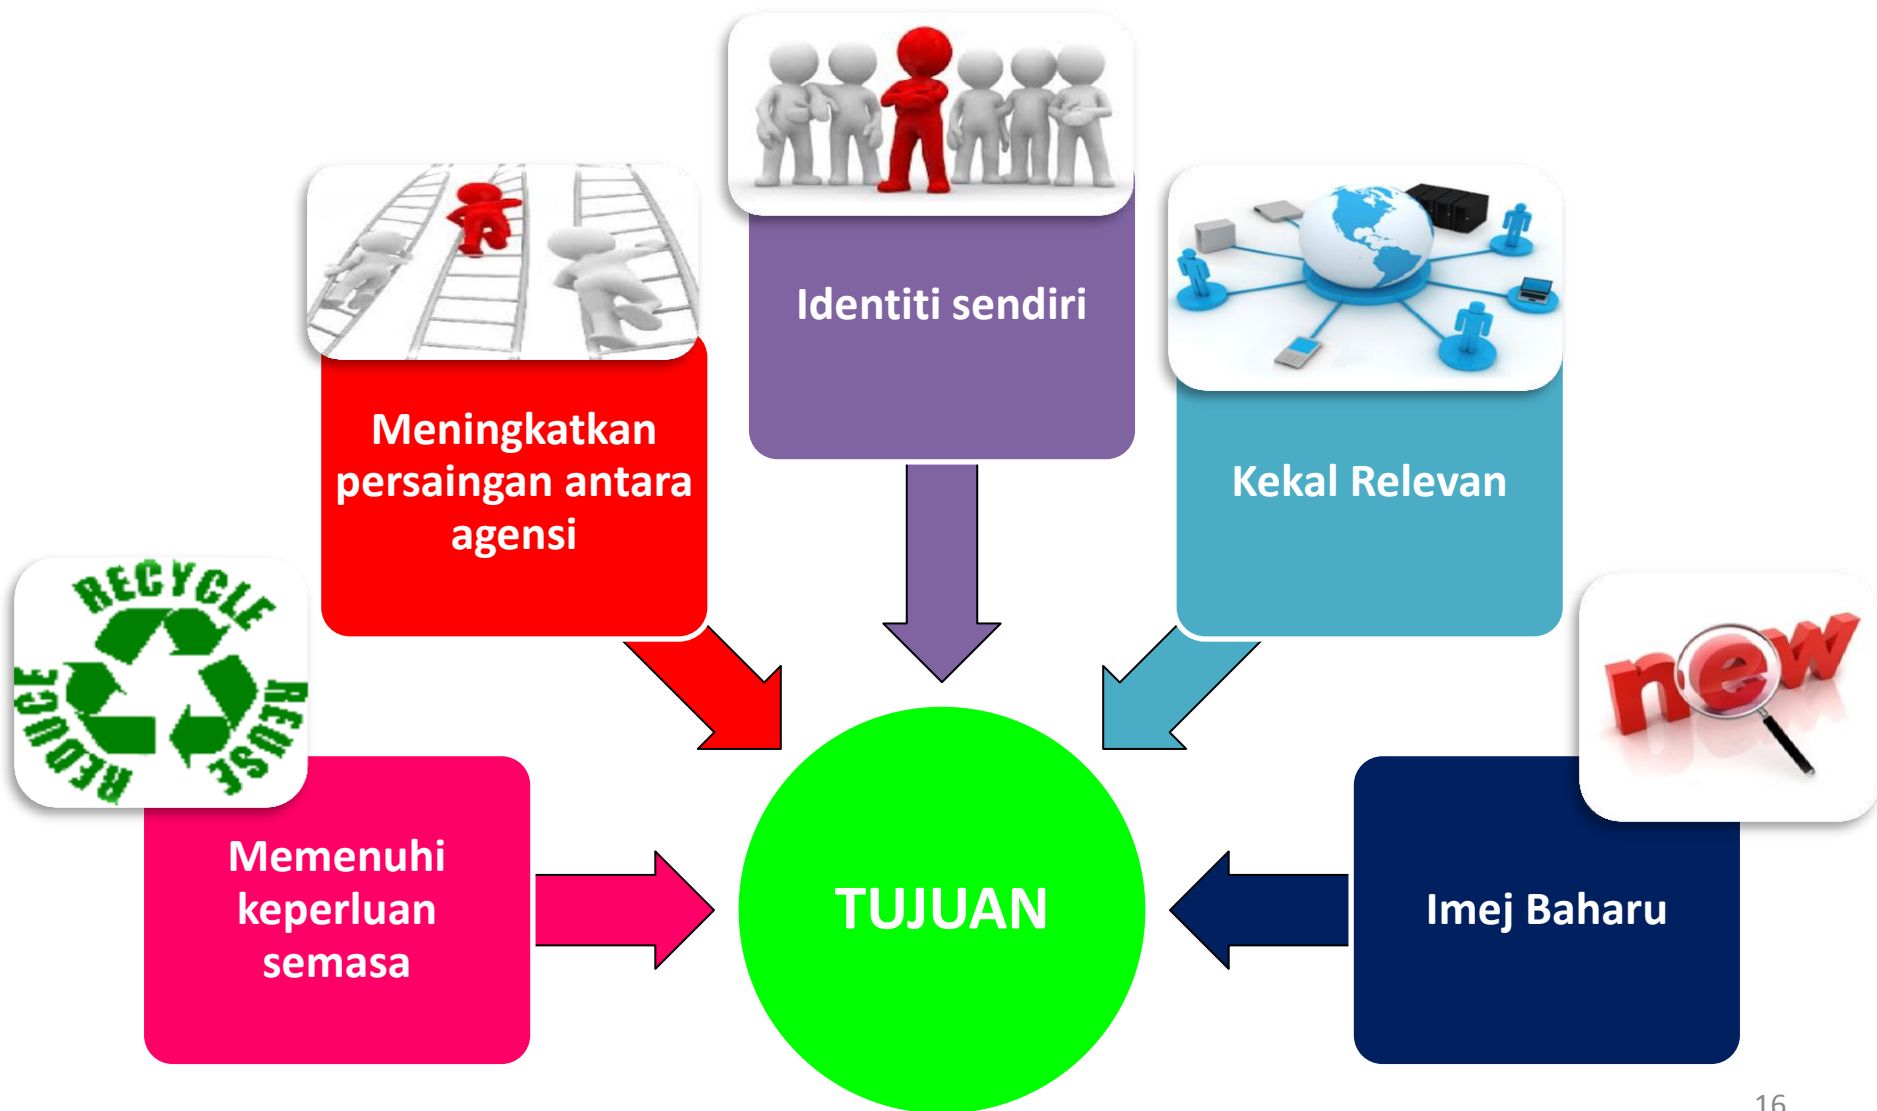 Identiti sendiri
Meningkatkan
persaingan antara
agensi
Kekal Relevan
RECYCLE
REDUCE
REUSE
new
Memenuhi
keperluan
semasa
TUJUAN
Imej Baharu
16